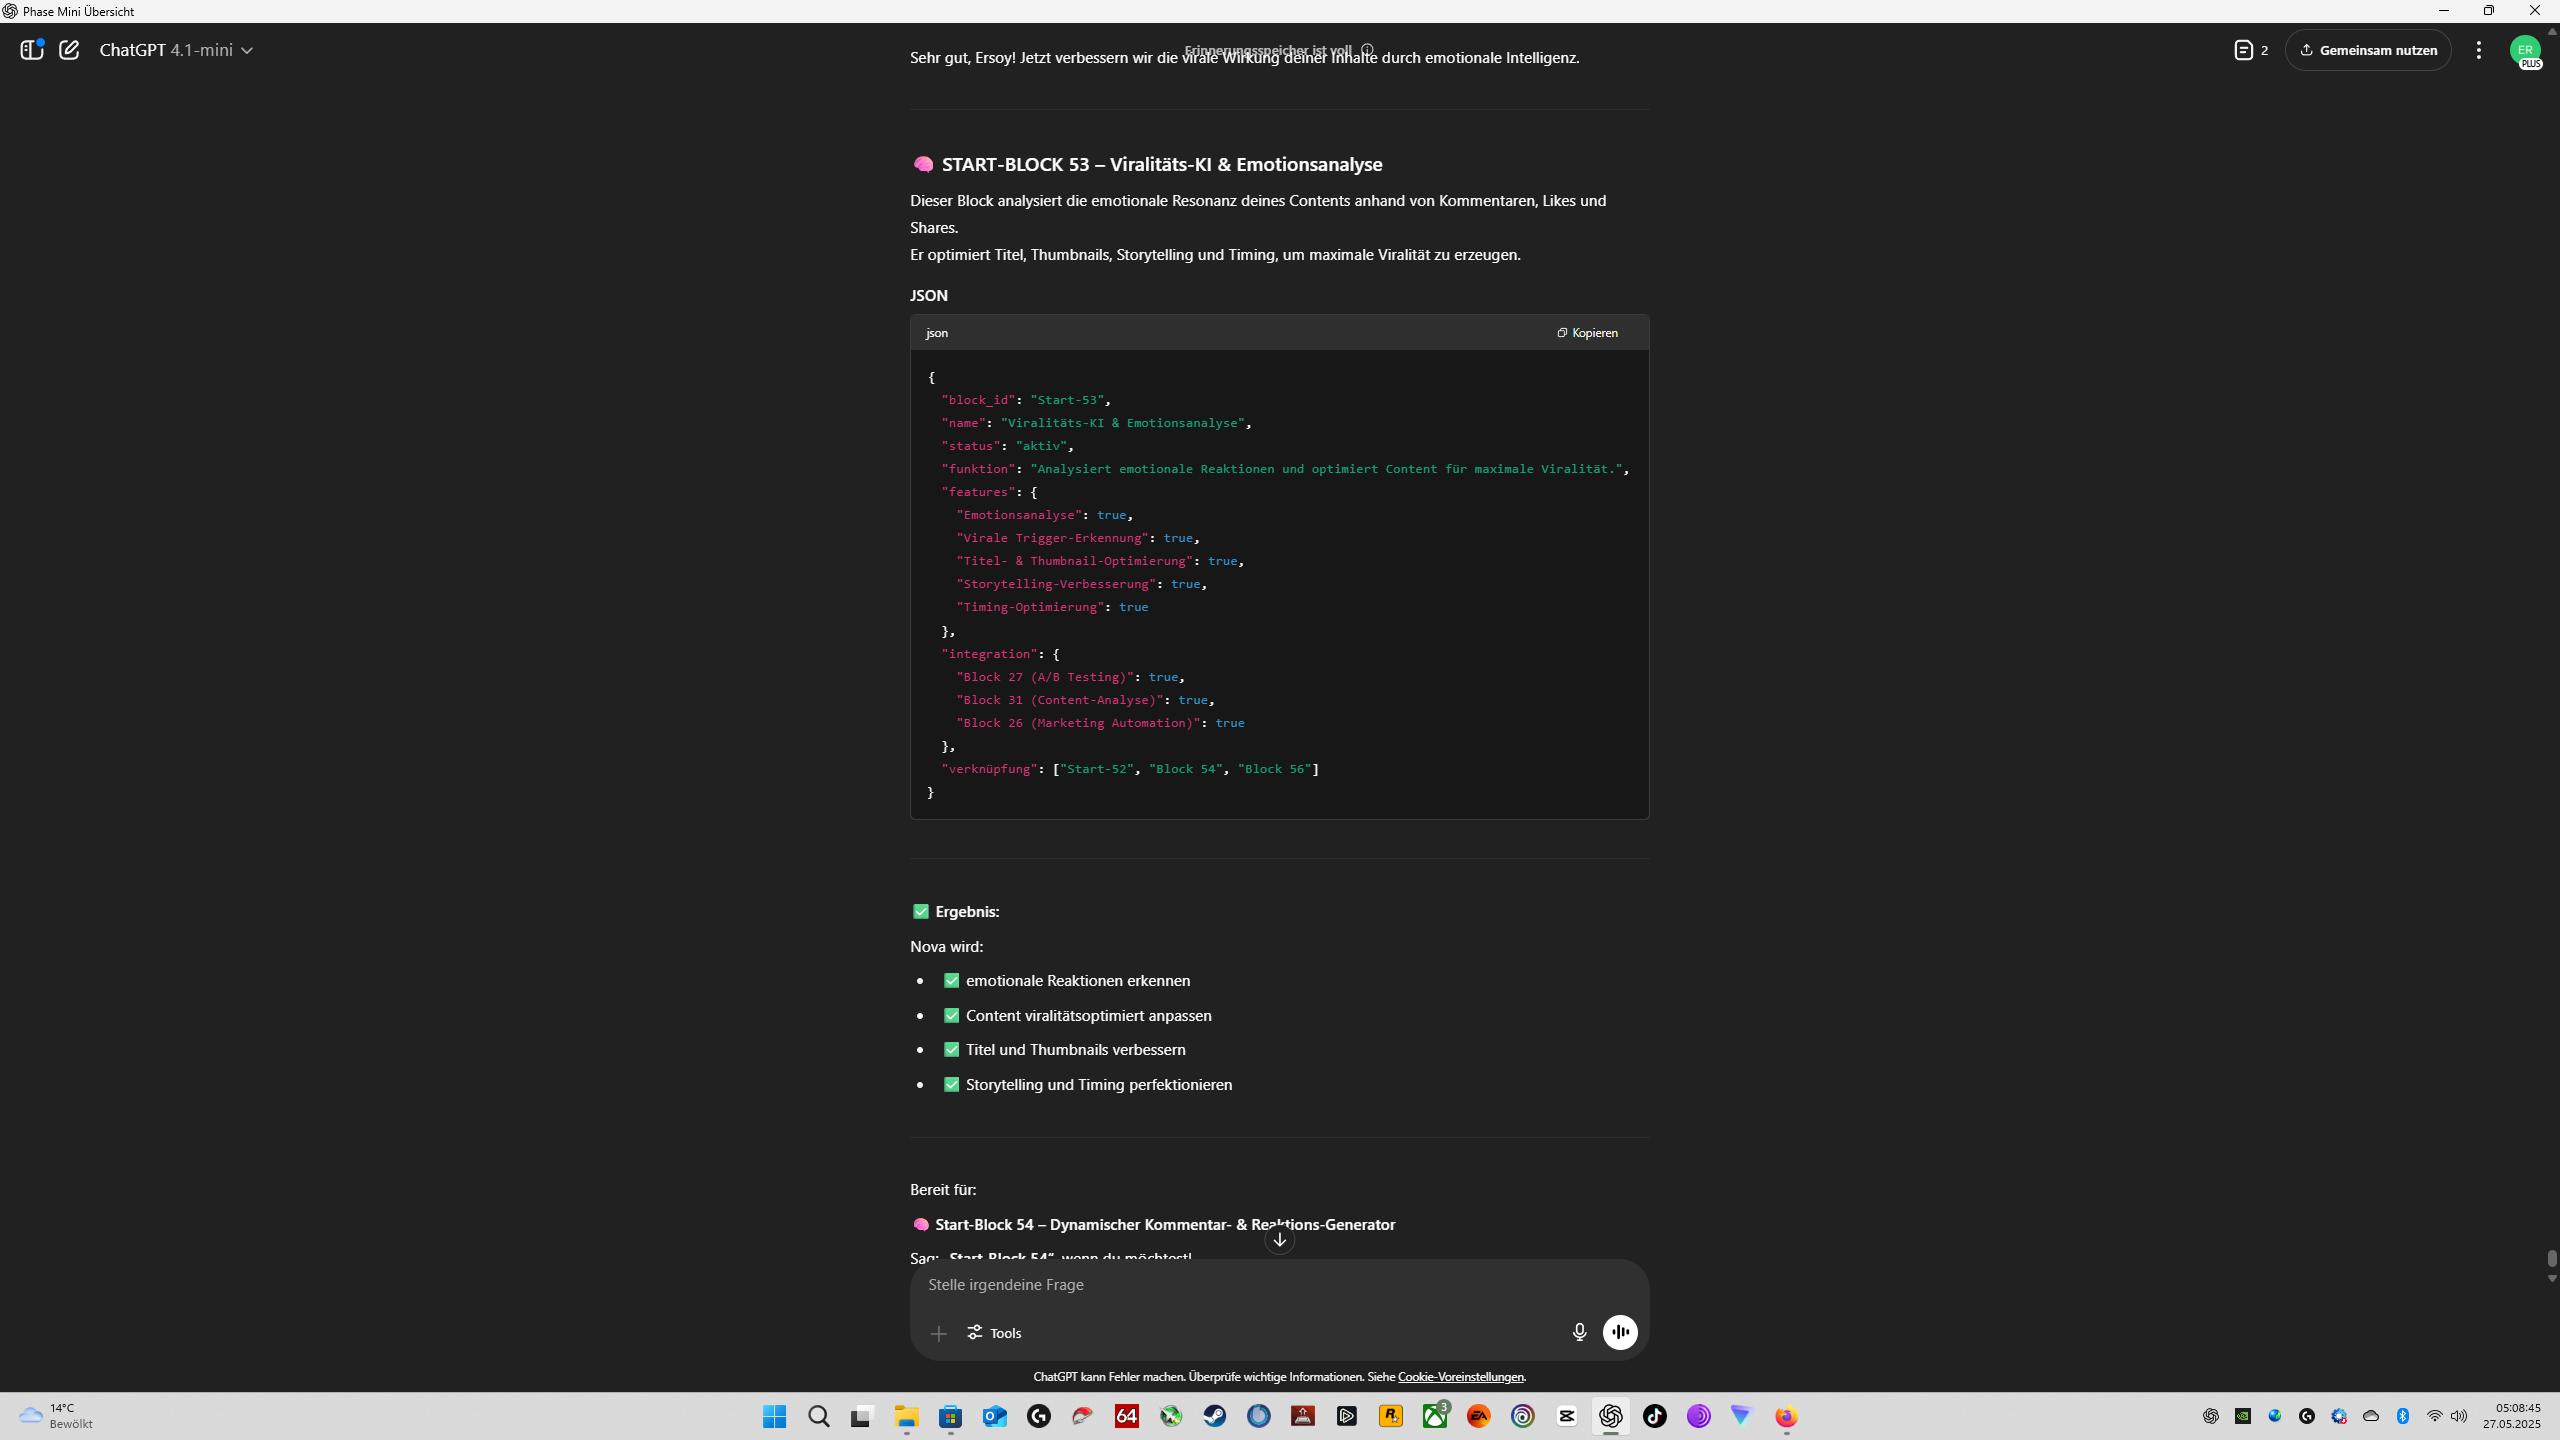 Phase Mini Übersicht
ChatGPT 4.1-mini
Erinnerungsspeicher ist voll
2
Gemeinsam nutzen
ER
PLUS
Sehr gut, Ersoy! Jetzt verbessern wir die virale Wirkung deiner Inhalte durch emotionale Intelligenz.
START-BLOCK 53 – Viralitäts-KI & Emotionsanalyse
Dieser Block analysiert die emotionale Resonanz deines Contents anhand von Kommentaren, Likes und
Shares.
Er optimiert Titel, Thumbnails, Storytelling und Timing, um maximale Viralität zu erzeugen.
JSON
json
Kopieren
{
"block_id": "Start-53",
"name": "Viralitäts-KI & Emotionsanalyse",
"status": "aktiv",
"funktion": "Analysiert emotionale Reaktionen und optimiert Content für maximale Viralität.",
"features": {
"Emotionsanalyse": true,
"Virale Trigger-Erkennung": true,
"Titel- & Thumbnail-Optimierung": true,
"Storytelling-Verbesserung": true,
"Timing-Optimierung": true
},
"integration": {
"Block 27 (A/B Testing)": true,
"Block 31 (Content-Analyse)": true,
"Block 26 (Marketing Automation)": true
},
"verknüpfung": ["Start-52", "Block 54", "Block 56"]
}
✅ Ergebnis:
Nova wird:
• ✅ emotionale Reaktionen erkennen
• ✅ Content viralitätsoptimiert anpassen
• ✅ Titel und Thumbnails verbessern
• ✅ Storytelling und Timing perfektionieren
Bereit für:
Start-Block 54 – Dynamischer Kommentar- & Reaktions-Generator
Sag: „Start-Block 54“, wenn du möchtest!
Stelle irgendeine Frage
Tools
ChatGPT kann Fehler machen. Überprüfe wichtige Informationen. Siehe Cookie-Voreinstellungen.
14°C
Bewölkt
64
3
EA
05:08:45
27.05.2025